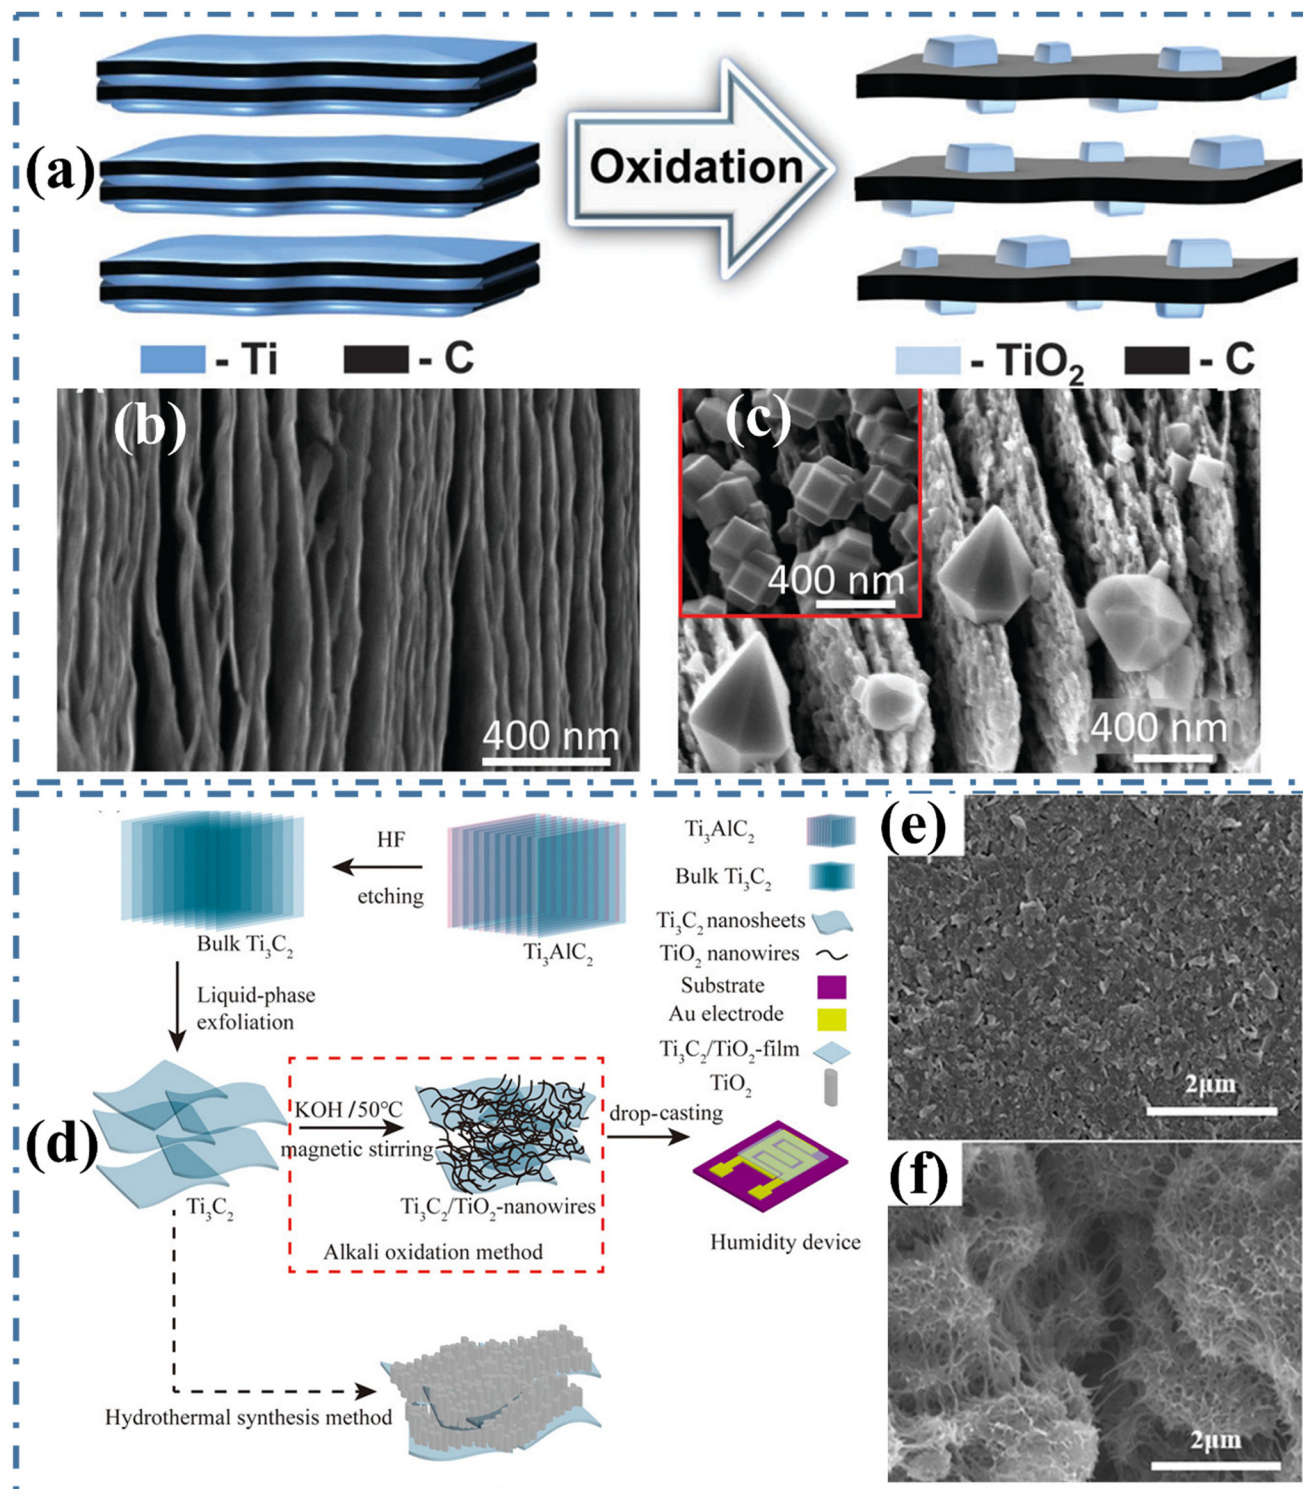 (a)
Oxidation
- Ti
- C
- TiO₂
- C
(b)
400 nm
(c)
400 nm
400 nm
(d)
Bulk Ti₃C₂
HF
etching
Ti₃AlC₂
Liquid-phase
exfoliation
Ti₃C₂
KOH /50℃
magnetic stirring
Ti₃C₂/TiO₂-nanowires
Alkali oxidation method
drop-casting
Humidity device
Hydrothermal synthesis method
Ti₃AlC₂
Bulk Ti₃C₂
Ti₃C₂ nanosheets
TiO₂ nanowires
Substrate
Au electrode
Ti₃C₂/TiO₂-film
TiO₂
(e)
2μm
(f)
2μm